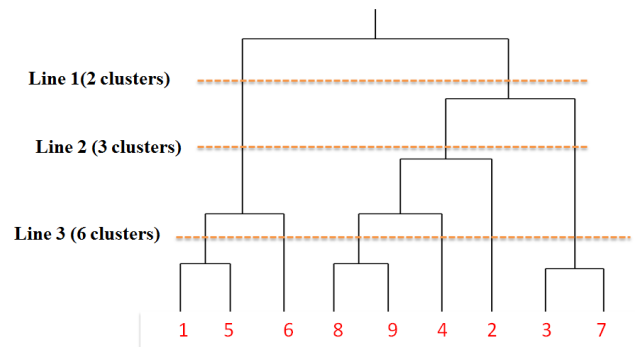 Line 1(2 clusters)
Line 2 (3 clusters)
Line 3 (6 clusters)
1 5 6 8 9 4 2 3 7